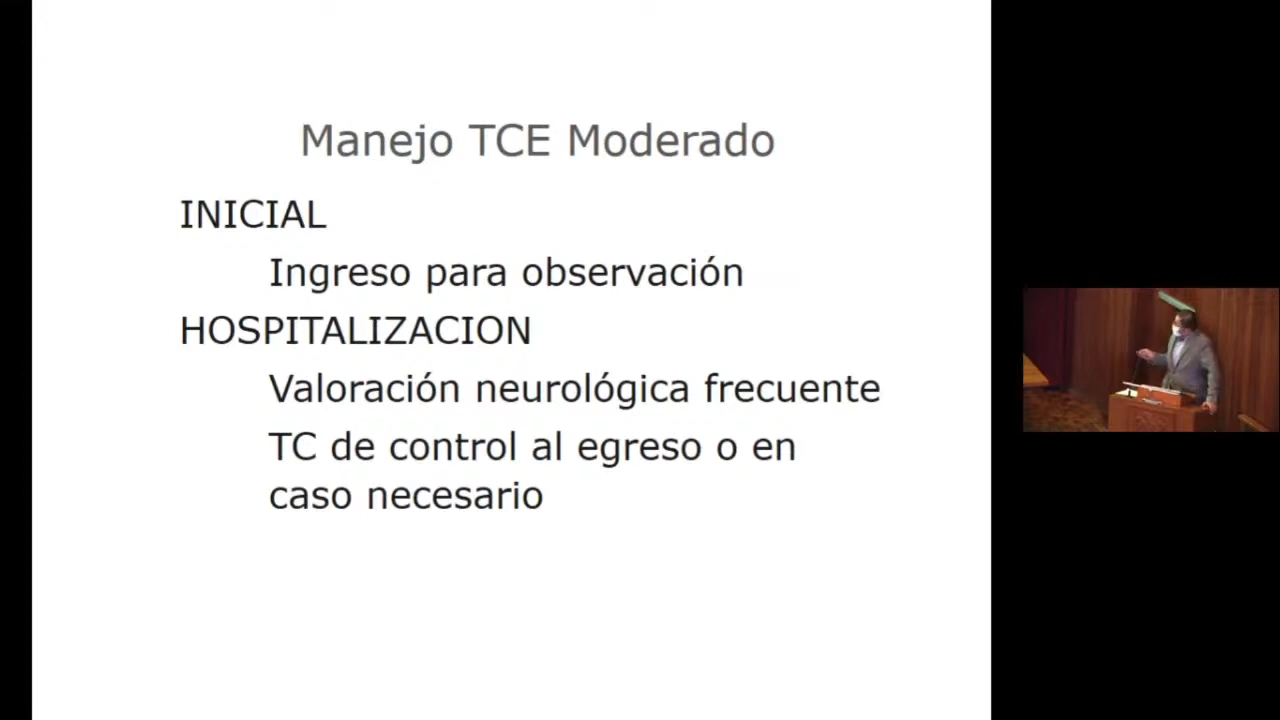 Manejo TCE Moderado
INICIAL
Ingreso para observación
HOSPITALIZACION
Valoración neurológica frecuente
TC de control al egreso o en
caso necesario